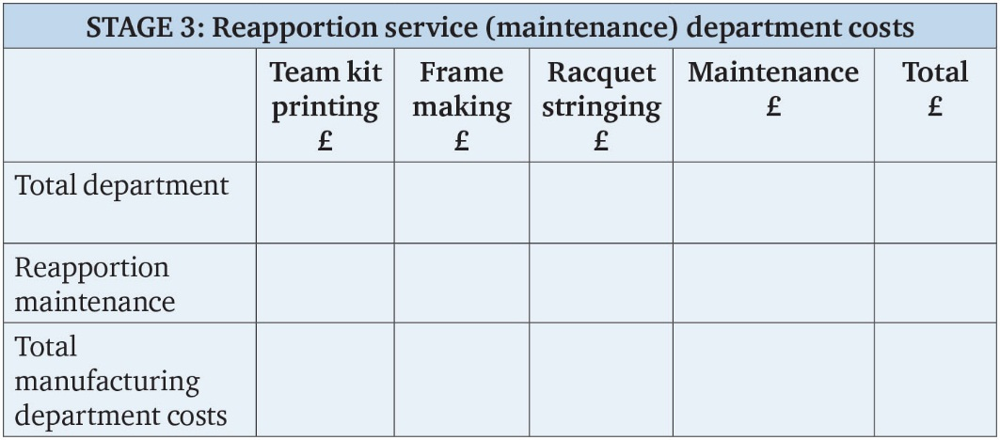 STAGE 3: Reapportion service (maintenance) department costs
Team kit printing £ Frame making £ Racquet stringing £ Maintenance £ Total £
Total department
Reapportion
maintenance
Total
manufacturing
department costs